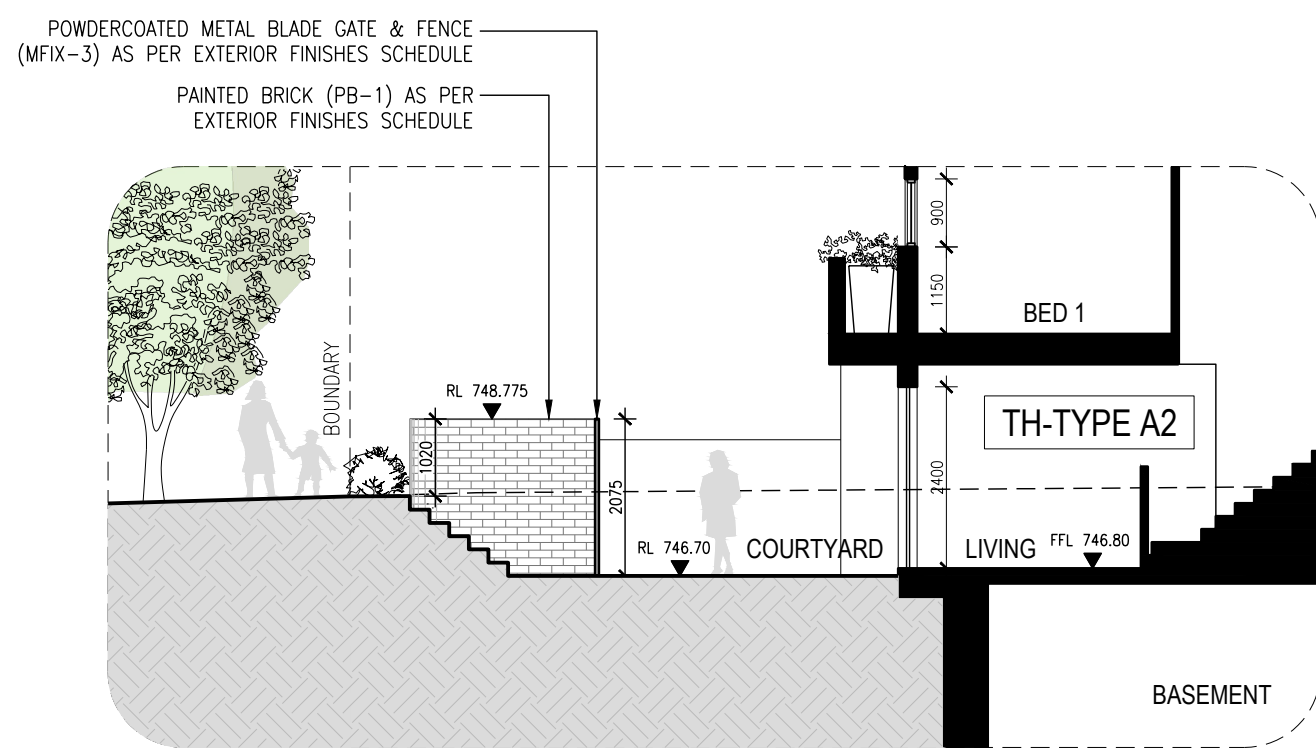 POWDERCOATED METAL BLADE GATE & FENCE
(MFIX-3) AS PER EXTERIOR FINISHES SCHEDULE
PAINTED BRICK (PB-1) AS PER
EXTERIOR FINISHES SCHEDULE
900
1150
BED 1
BOUNDARY
RL 748.775
TH-TYPE A2
1020
2075
2400
RL 746.70
COURTYARD
LIVING
FFL 746.80
BASEMENT